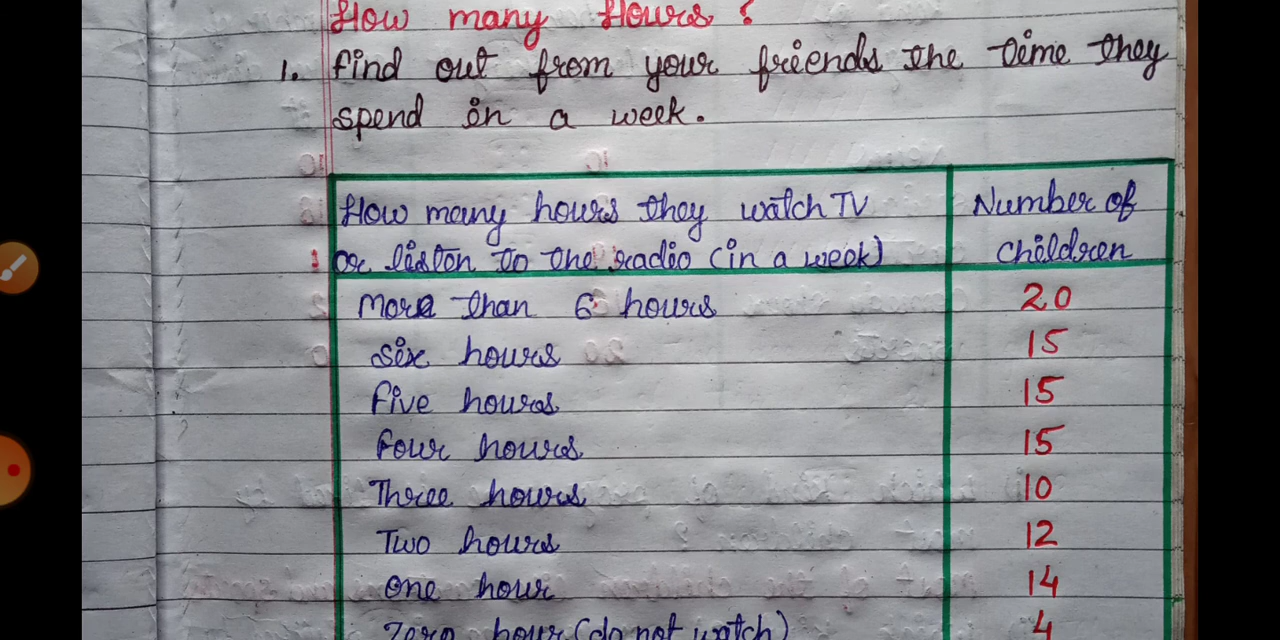 How many Hours?
1. find out from your friends the time they
spend in a week.
How many hours they watch TV
or liston to the radio (in a week)
Number of
children
More than 6 hours 20
six hours 15
five hours 15
four hours 15
Three hours 10
Two hours 12
one hour 14
Zero hour (do not watch) 4